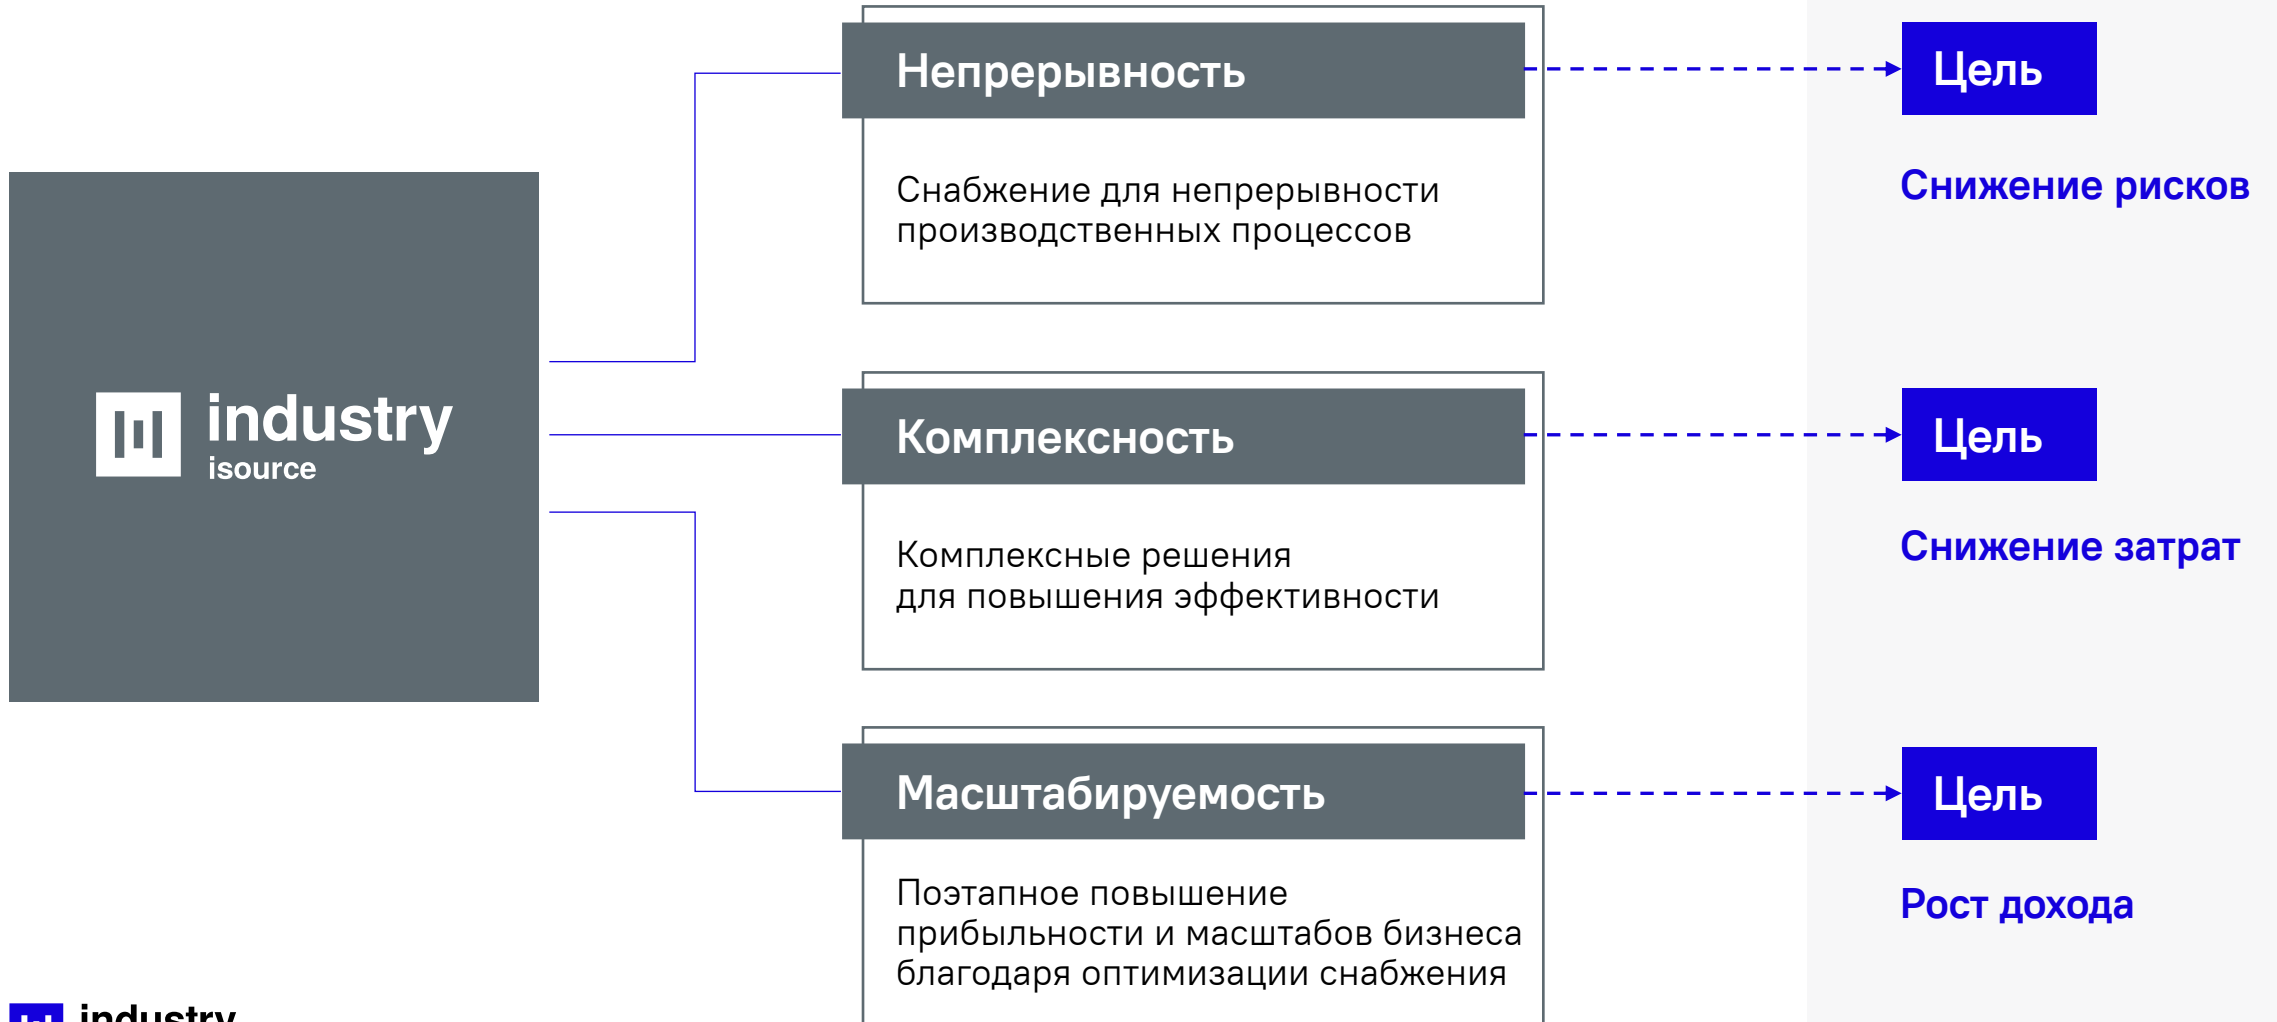 industry
isource
Непрерывность
Снабжение для непрерывности
производственных процессов
Цель
Снижение рисков
Комплексность
Комплексные решения
для повышения эффективности
Цель
Снижение затрат
Масштабируемость
Поэтапное повышение
прибыльности и масштабов бизнеса
благодаря оптимизации снабжения
Цель
Рост дохода
industry